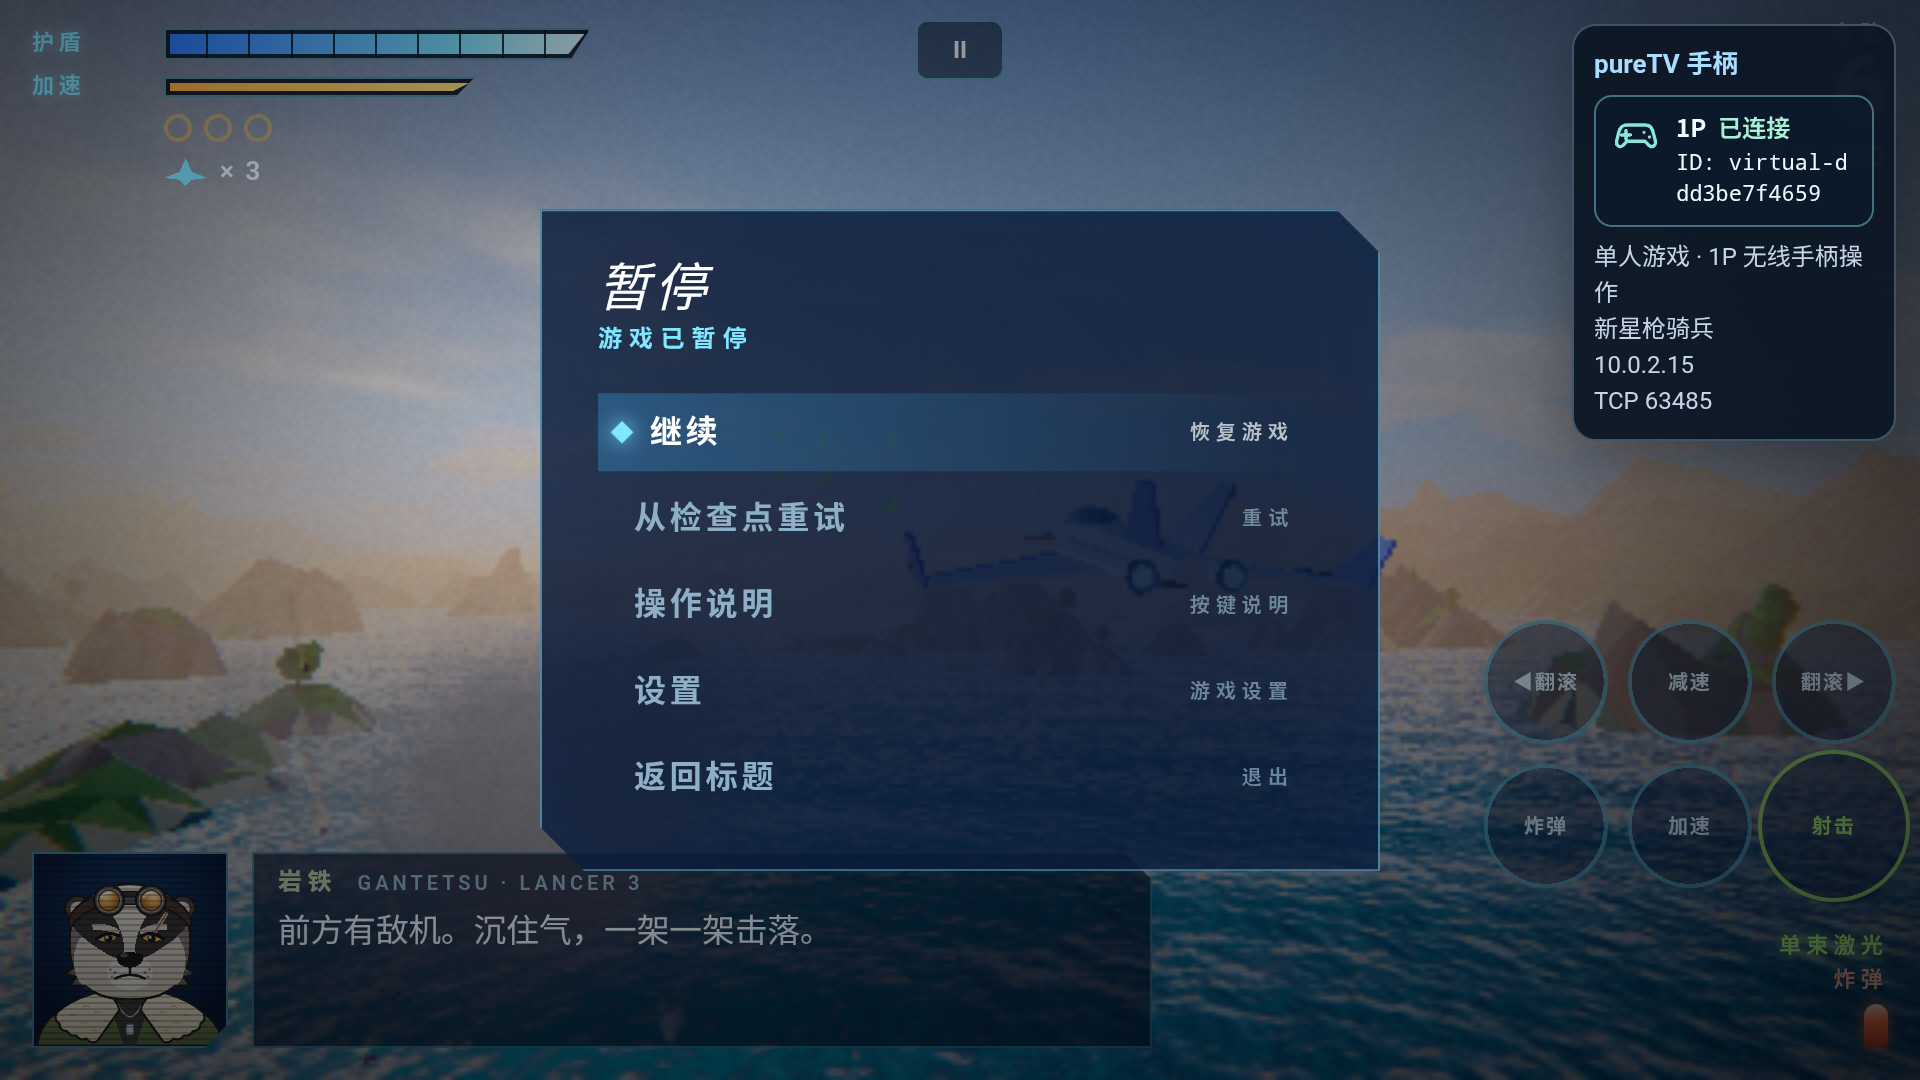 护盾
加速
× 3
pureTV 手柄
1P 已连接
ID: virtual-d
dd3be7f4659
单人游戏 · 1P 无线手柄操
作
新星枪骑兵
10.0.2.15
TCP 63485
暂停
游戏已暂停
继续 恢复游戏
从检查点重试 重试
操作说明 按键说明
设置 游戏设置
返回标题 退出
◀翻滚 减速 翻滚▶
炸弹 加速 射击
单束激光
炸弹
岩铁 GANTETSU · LANCER 3
前方有敌机。沉住气，一架一架击落。